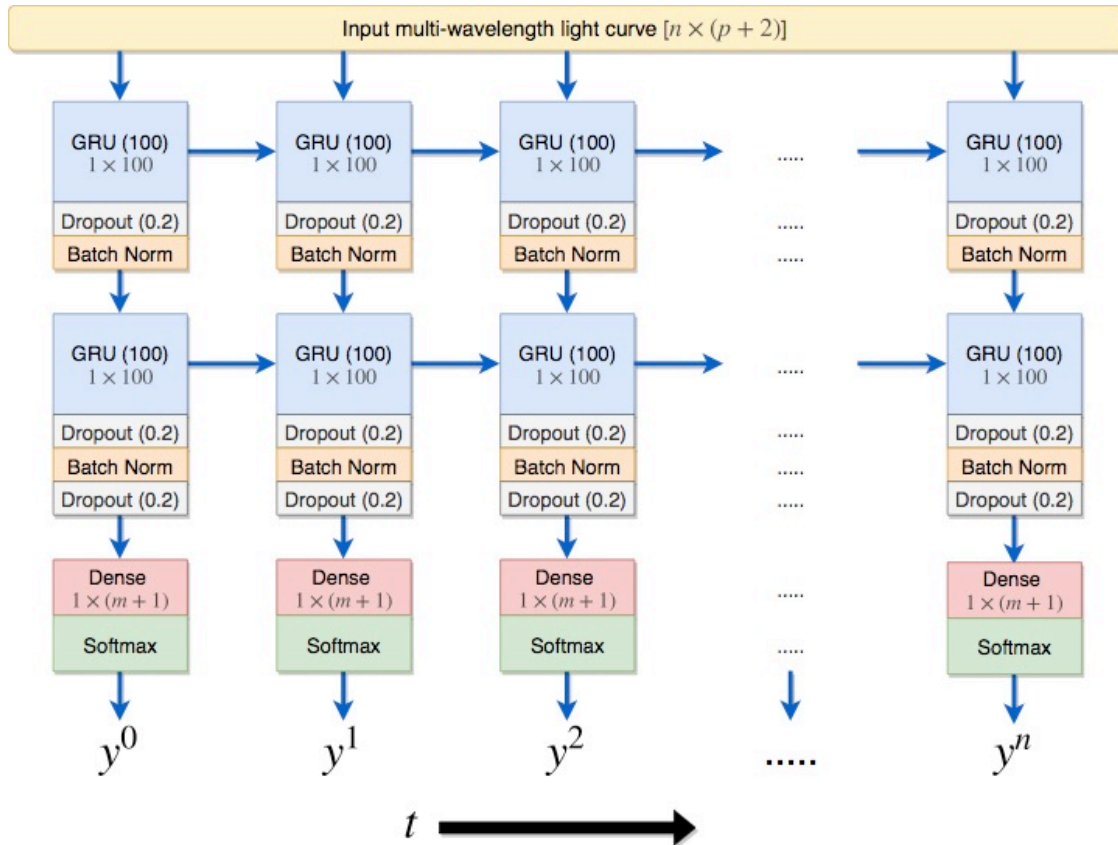 Input multi-wavelength light curve [n × (p + 2)]
GRU (100) GRU (100) GRU (100) GRU (100)
1 × 100 1 × 100 1 × 100 ..... 1 × 100
Dropout (0.2) Dropout (0.2) Dropout (0.2) ..... Dropout (0.2)
Batch Norm Batch Norm Batch Norm ..... Batch Norm
GRU (100) GRU (100) GRU (100) GRU (100)
1 × 100 1 × 100 1 × 100 ..... 1 × 100
Dropout (0.2) Dropout (0.2) Dropout (0.2) ..... Dropout (0.2)
Batch Norm Batch Norm Batch Norm ..... Batch Norm
Dropout (0.2) Dropout (0.2) Dropout (0.2) ..... Dropout (0.2)
Dense Dense Dense Dense
1 × (m + 1) 1 × (m + 1) 1 × (m + 1) ..... 1 × (m + 1)
Softmax Softmax Softmax ..... Softmax
y⁰ y¹ y² ..... yⁿ
t